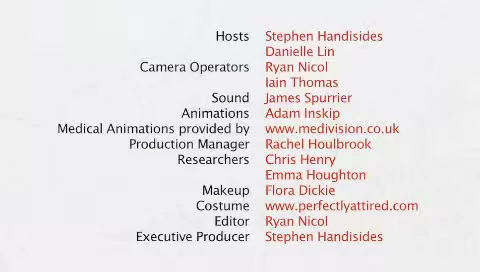 Hosts Stephen Handisides
Danielle Lin
Camera Operators Ryan Nicol
Iain Thomas
Sound James Spurrier
Animations Adam Inskip
Medical Animations provided by www.medivision.co.uk
Production Manager Rachel Houlbrook
Researchers Chris Henry
Emma Houghton
Makeup Flora Dickie
Costume www.perfectlyattired.com
Editor Ryan Nicol
Executive Producer Stephen Handisides